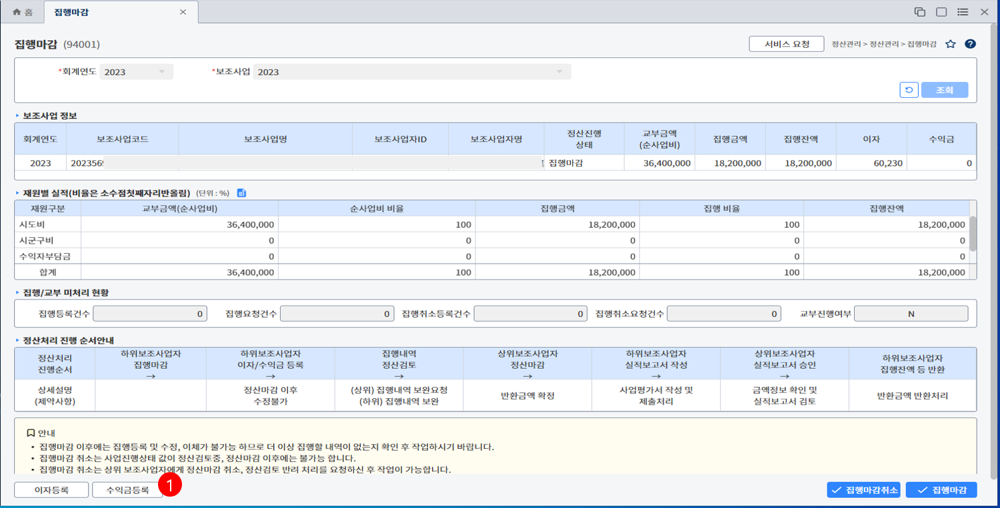 홈 집행마감
집행마감 (94001) 서비스 요청 정산관리 > 정산관리 > 집행마감
*회계연도 2023 *보조사업 2023
조회
보조사업 정보
회계연도 보조사업코드 보조사업명 보조사업자ID 보조사업자명 정산진행 상태 교부금액 (순사업비) 집행금액 집행잔액 이자 수익금
2023 202356 집행마감 36,400,000 18,200,000 18,200,000 60,230 0
재원별 실적(비율은 소수점첫째자리반올림) (단위 : %)
재원구분 교부금액(순사업비) 순사업비 비율 집행금액 집행 비율 집행잔액
시도비 36,400,000 100 18,200,000 100 18,200,000
시군구비 0 0 0 0 0
수익자부담금 0 0 0 0 0
합계 36,400,000 100 18,200,000 100 18,200,000
집행/교부 미처리 현황
집행등록건수 0 집행요청건수 0 집행취소등록건수 0 집행취소요청건수 0 교부진행여부 N
정산처리 진행 순서안내
정산처리 하위보조사업자 하위보조사업자 집행내역 상위보조사업자 하위보조사업자 상위보조사업자 하위보조사업자
진행순서 집행마감 이자/수익금 등록 정산검토 정산마감 실적보고서 작성 실적보고서 승인 집행잔액 등 반환
→ → → → → →
상세설명 정산마감 이후 (상위) 집행내역 보완요청 반환금액 확정 사업평가서 작성 및 금액정보 확인 및 반환금액 반환처리
(제약사항) 수정불가 (하위) 집행내역 보완 제출처리 실적보고서 검토
안내
• 집행마감 이후에는 집행등록 및 수정, 이체가 불가능 하므로 더 이상 집행할 내역이 없는지 확인 후 작업하시기 바랍니다.
• 집행마감 취소는 사업진행상태 값이 정산검토중, 정산마감 이후에는 불가능 합니다.
• 집행마감 취소는 상위 보조사업자에게 정산마감 취소, 정산검토 반려 처리를 요청하신 후 작업이 가능합니다.
이자등록 수익금등록 1 집행마감취소 집행마감